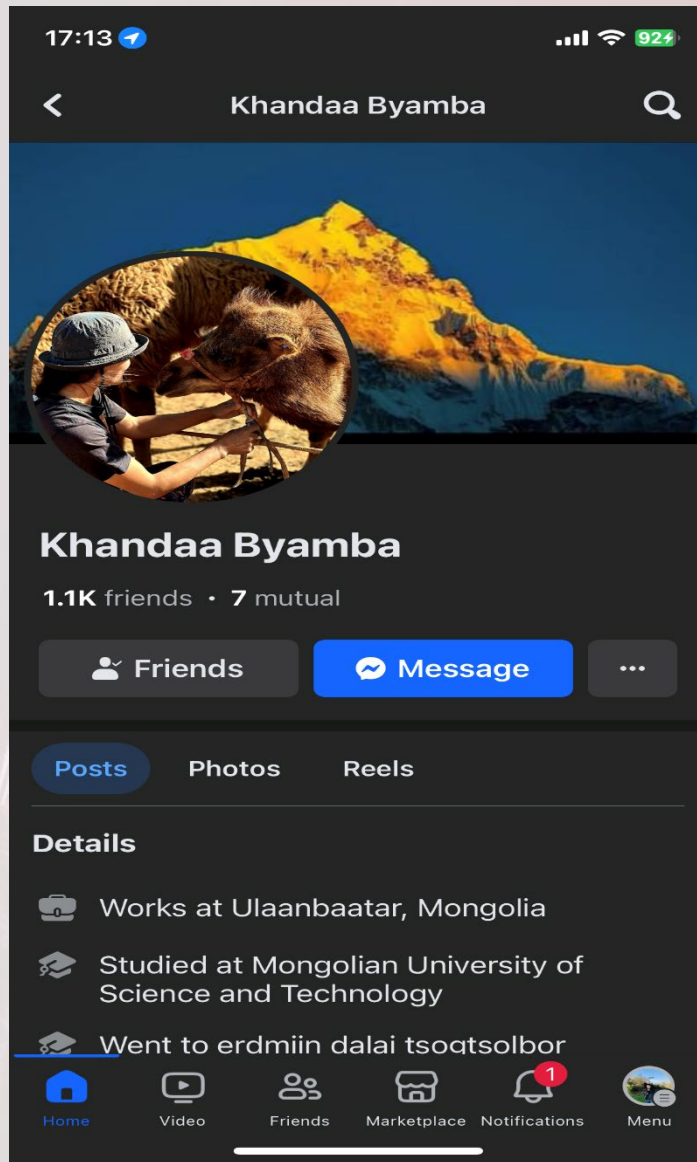 17:13
92
Khandaa Byamba
Khandaa Byamba
1.1K friends • 7 mutual
Friends
Message
...
Posts
Photos
Reels
Details
Works at Ulaanbaatar, Mongolia
Studied at Mongolian University of
Science and Technology
Went to erdmiin dalai tsogtsolbor
1
Home
Video
Friends
Marketplace
Notifications
Menu